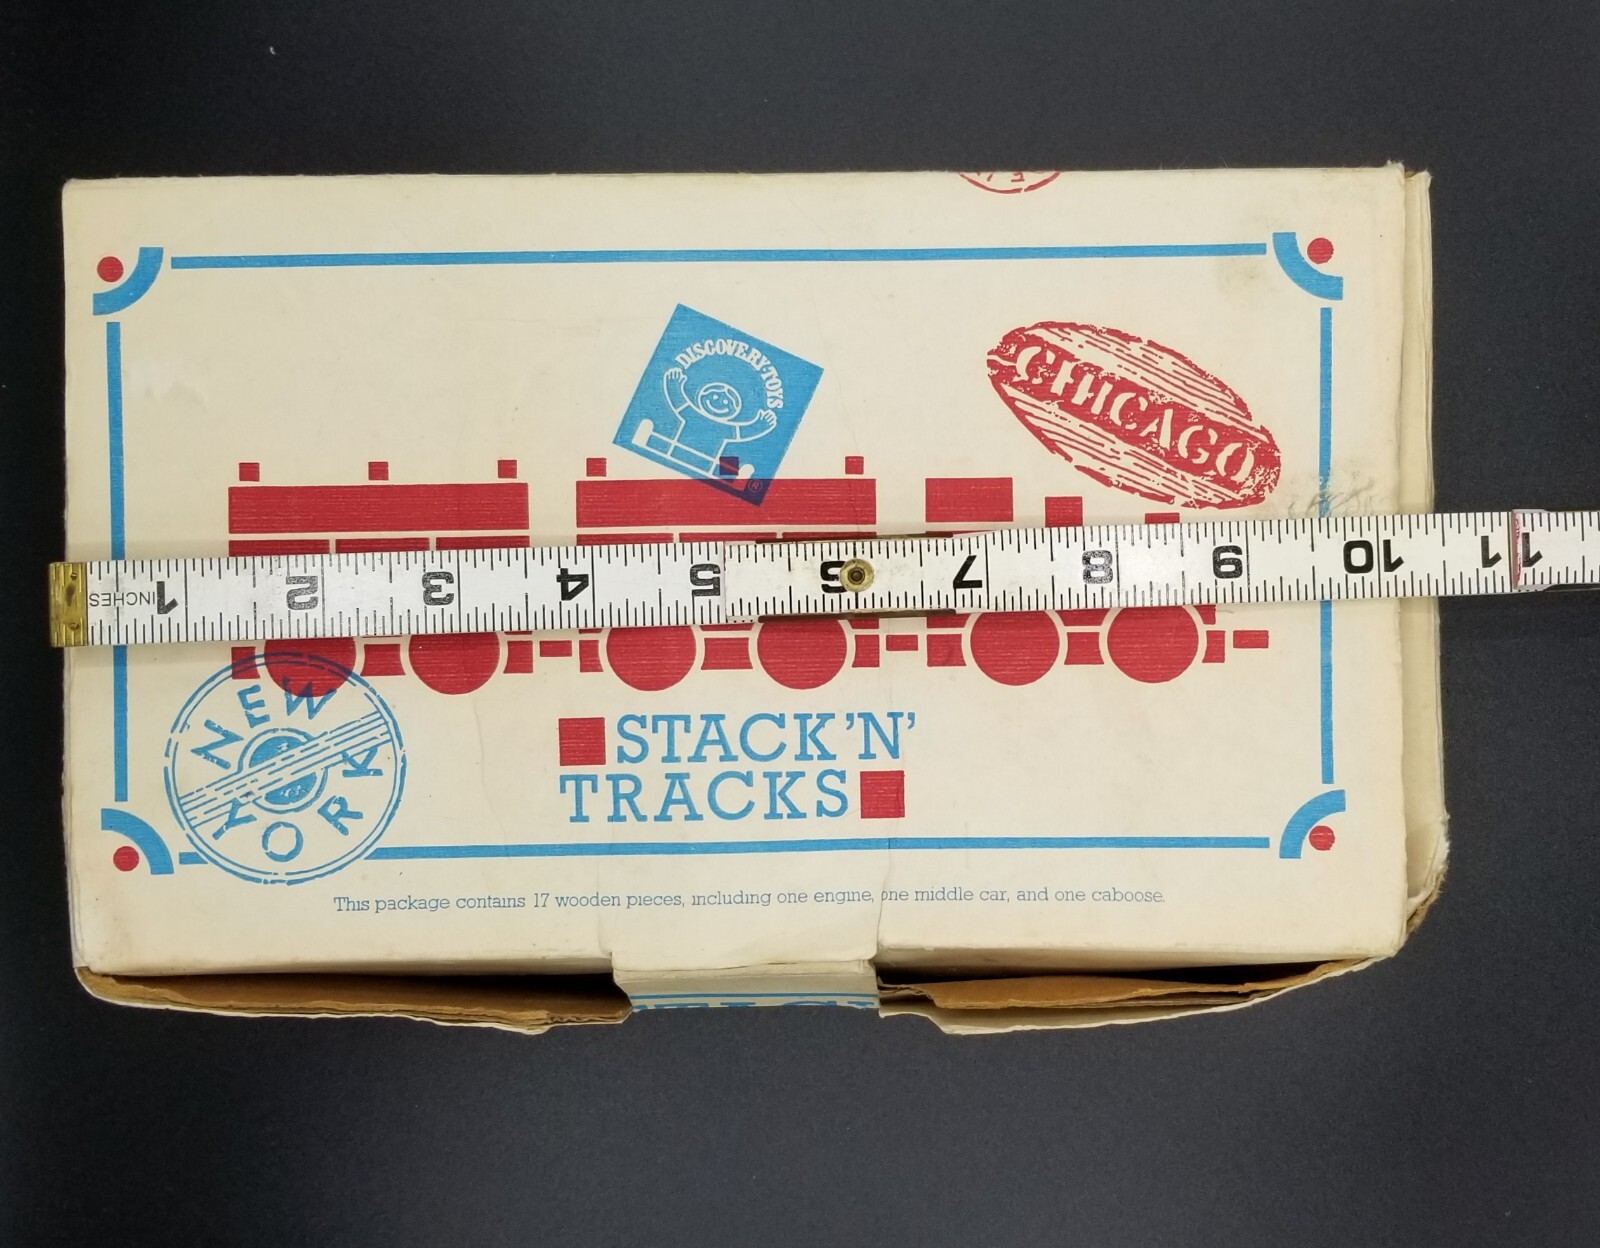 DISCOVERY·TOYS
®
CHICAGO
INCHES 1 2 3 4 5 6 7 8 9 10 11
NEW
YORK
STACK 'N'
TRACKS
This package contains 17 wooden pieces, including one engine, one middle car, and one caboose.